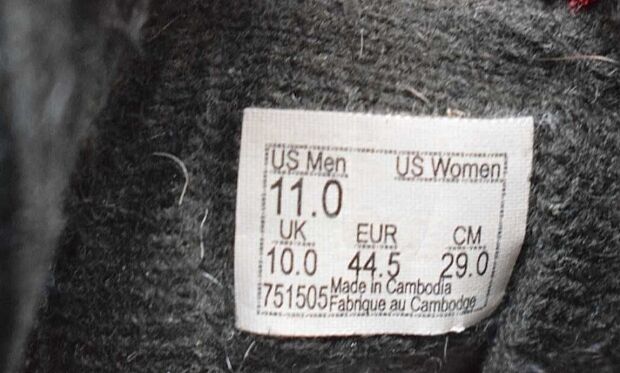 US Men US Women
11.0
UK EUR CM
10.0 44.5 29.0
751505 Made in Cambodia
Fabrique au Cambodge